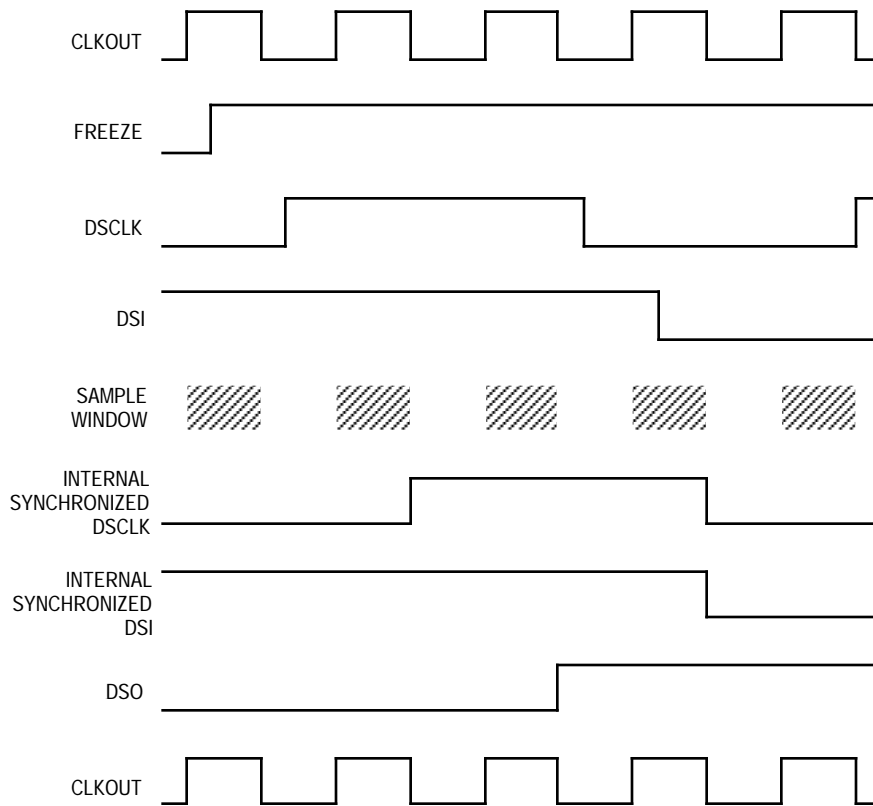 CLKOUT
FREEZE
DSCLK
DSI
SAMPLE
WINDOW
INTERNAL
SYNCHRONIZED
DSCLK
INTERNAL
SYNCHRONIZED
DSI
DSO
CLKOUT